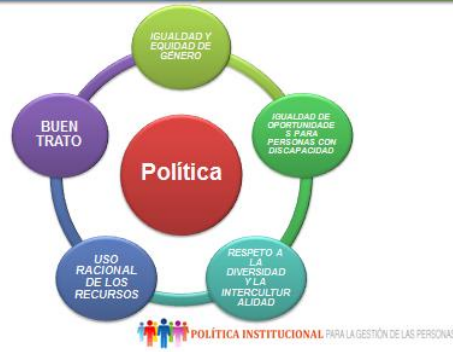 IGUALDAD Y
EQUIDAD DE
GÉNERO
IGUALDAD DE
OPORTUNIDADE
S PARA
PERSONAS CON
DISCAPACIDAD
RESPETO A
LA
DIVERSIDAD
Y LA
INTERCULTUR
ALIDAD
USO
RACIONAL
DE LOS
RECURSOS
BUEN
TRATO
Política
POLÍTICA INSTITUCIONAL PARA LA GESTIÓN DE LAS PERSONAS